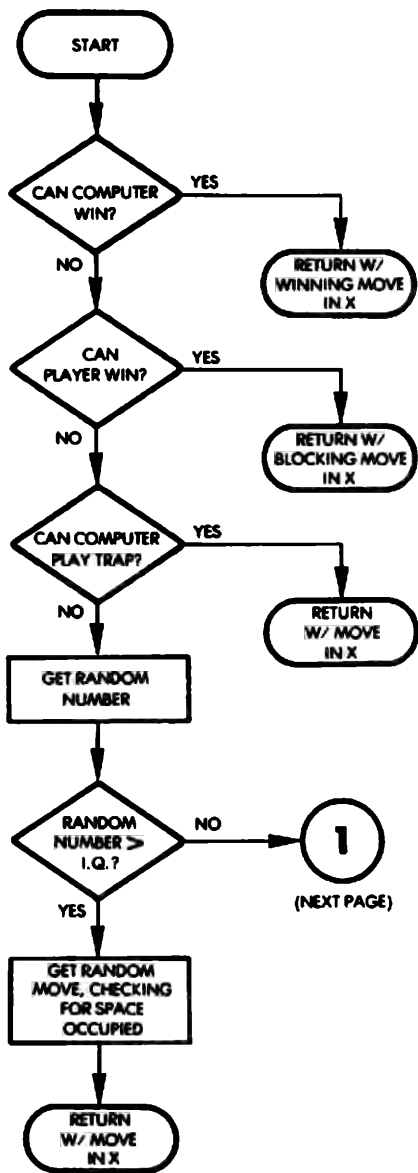 START
CAN COMPUTER
WIN?
YES
NO
RETURN W/
WINNING MOVE
IN X
CAN
PLAYER WIN?
YES
NO
RETURN W/
BLOCKING MOVE
IN X
CAN COMPUTER
PLAY TRAP?
YES
NO
RETURN
W/ MOVE
IN X
GET RANDOM
NUMBER
RANDOM
NUMBER >
I.Q.?
NO
1
(NEXT PAGE)
YES
GET RANDOM
MOVE, CHECKING
FOR SPACE
OCCUPIED
RETURN
W/ MOVE
IN X